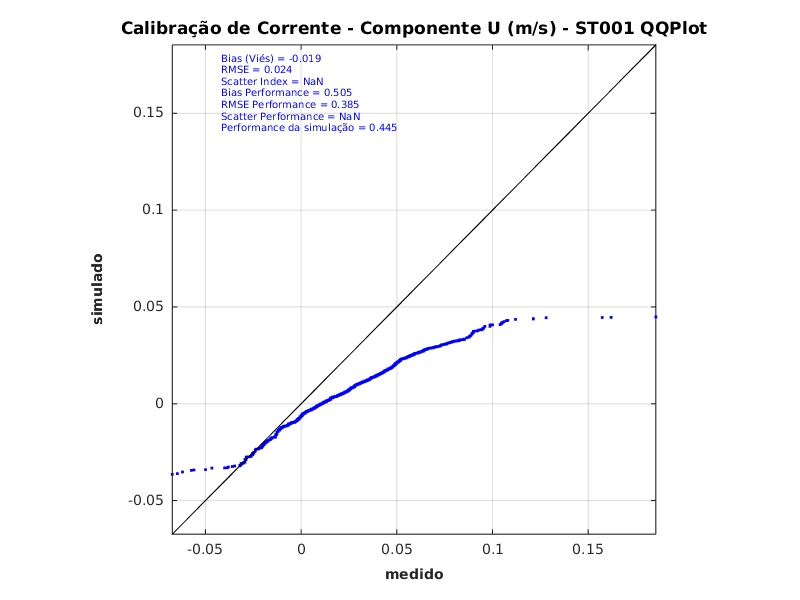 Calibração de Corrente - Componente U (m/s) - ST001 QQPlot
Bias (Viés) = -0.019
RMSE = 0.024
Scatter Index = NaN
Bias Performance = 0.505
RMSE Performance = 0.385
Scatter Performance = NaN
Performance da simulação = 0.445
0.15
0.1
0.05
0
-0.05
simulado
-0.05 0 0.05 0.1 0.15
medido